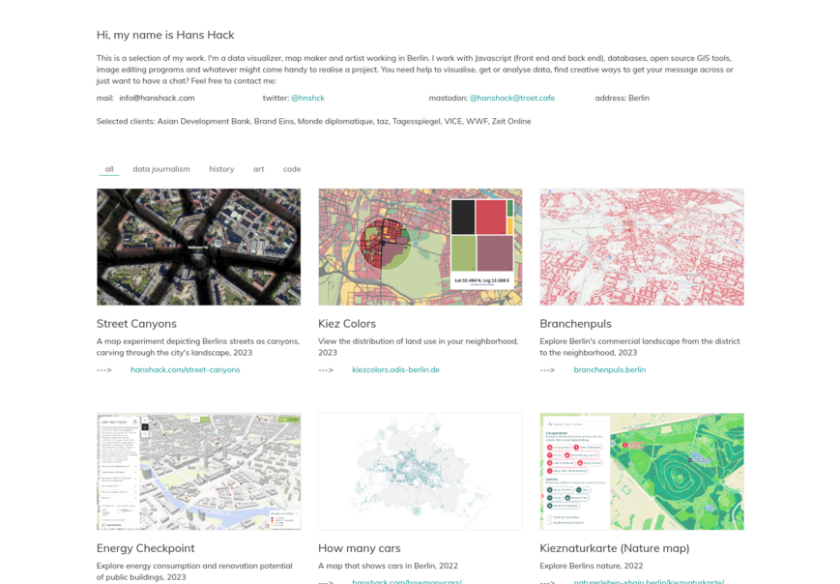 Hi, my name is Hans Hack
This is a selection of my work. I'm a data visualizer, map maker and artist working in Berlin. I work with Javascript (front end and back end), databases, open source GIS tools,
image editing programs and whatever might come handy to realise a project. You need help to visualise, get or analyse data, find creative ways to get your message across or
just want to have a chat? Feel free to contact me:
mail: info@hanshack.com twitter: @hnshck mastodon: @hanshack@troet.cafe address: Berlin
Selected clients: Asian Development Bank, Brand Eins, Monde diplomatique, taz, Tagesspiegel, VICE, WWF, Zeit Online
all data journalism history art code
Street Canyons
A map experiment depicting Berlins streets as canyons,
carving through the city's landscape, 2023
---> hanshack.com/street-canyons
Kiez Colors
View the distribution of land use in your neighborhood,
2023
---> kiezcolors.odis-berlin.de
Branchenpuls
Explore Berlin's commercial landscape from the district
to the neighborhood, 2023
---> branchenpuls.berlin
Energy Checkpoint
Explore energy consumption and renovation potential
of public buildings, 2023
How many cars
A map that shows cars in Berlin, 2022
---> hanshack.com/howmanycars/
Kieznaturkarte (Nature map)
Explore Berlins nature, 2022
---> naturerleben-xhain.berlin/kieznaturkarte/